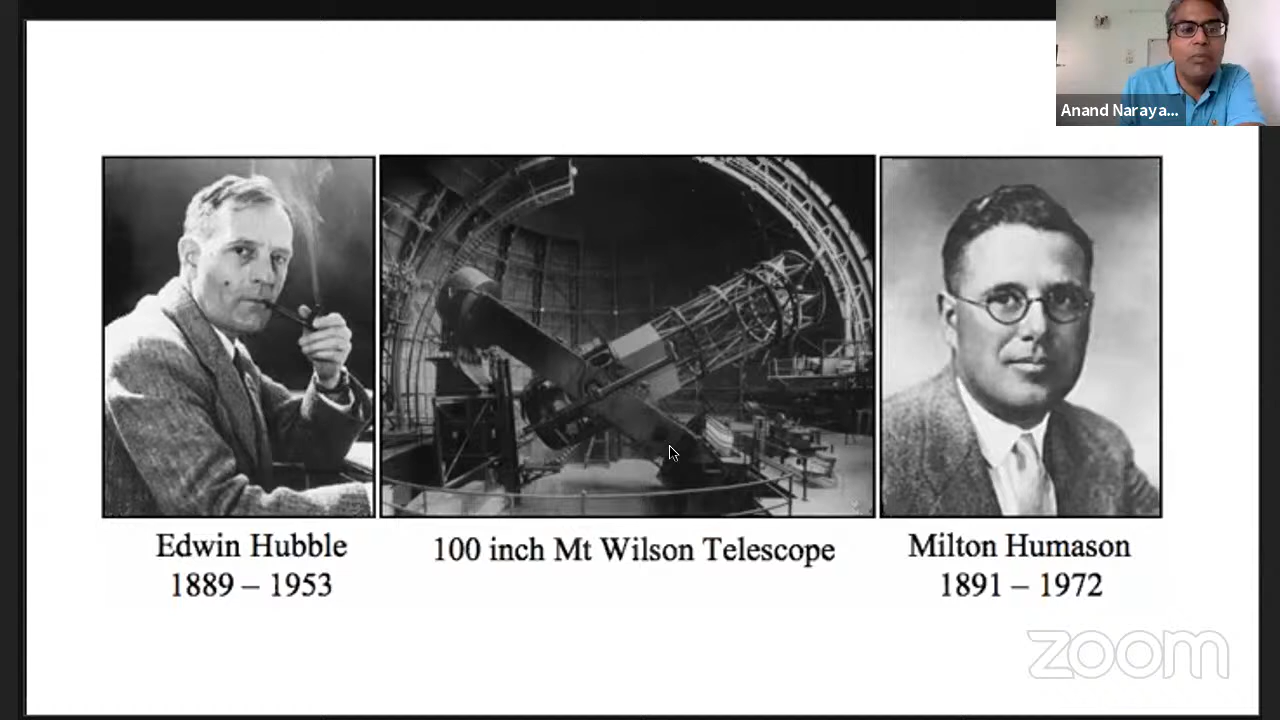 Anand Naraya...
Edwin Hubble
1889 – 1953
100 inch Mt Wilson Telescope
Milton Humason
1891 – 1972
zoom